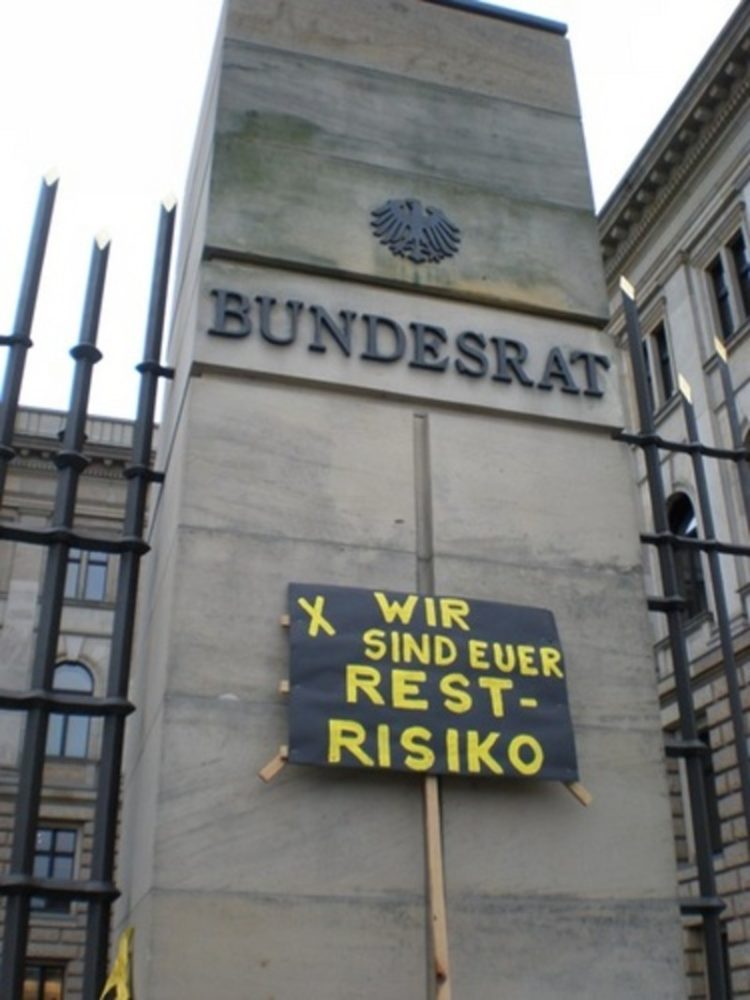 BUNDESRAT
X WIR
SIND EUER
REST-
RISIKO